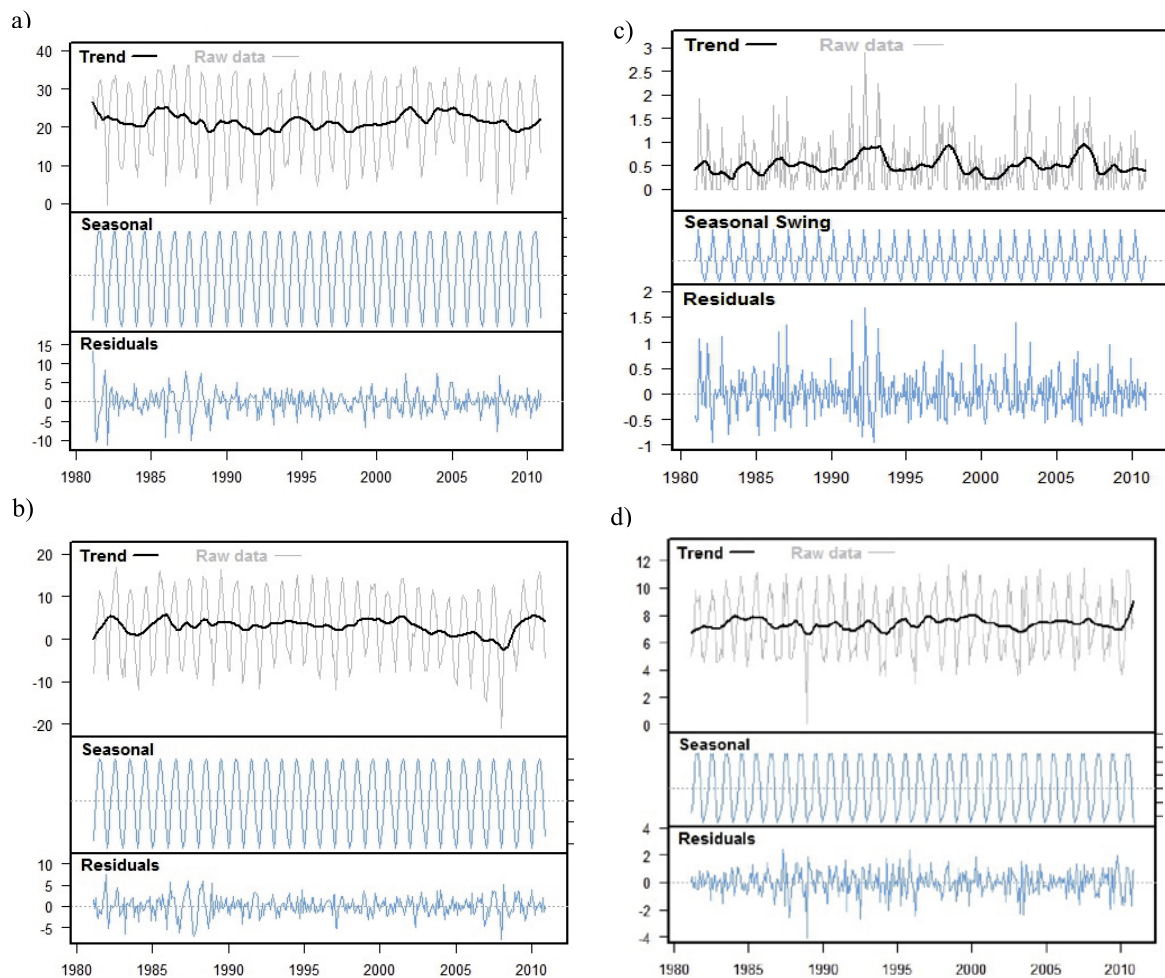 a)
Trend Raw data
40
30
20
10
0
Seasonal
Residuals
15
10
5
0
-5
-10
1980 1985 1990 1995 2000 2005 2010
b)
Trend Raw data
20
10
0
-10
-20
Seasonal
Residuals
10
5
0
-5
1980 1985 1990 1995 2000 2005 2010
c)
Trend Raw data
3
2.5
2
1.5
1
0.5
0
Seasonal Swing
Residuals
2
1.5
1
0.5
0
-0.5
-1
1980 1985 1990 1995 2000 2005 2010
d)
Trend Raw data
12
10
8
6
4
2
0
Seasonal
Residuals
4
2
0
-2
-4
1980 1985 1990 1995 2000 2005 2010